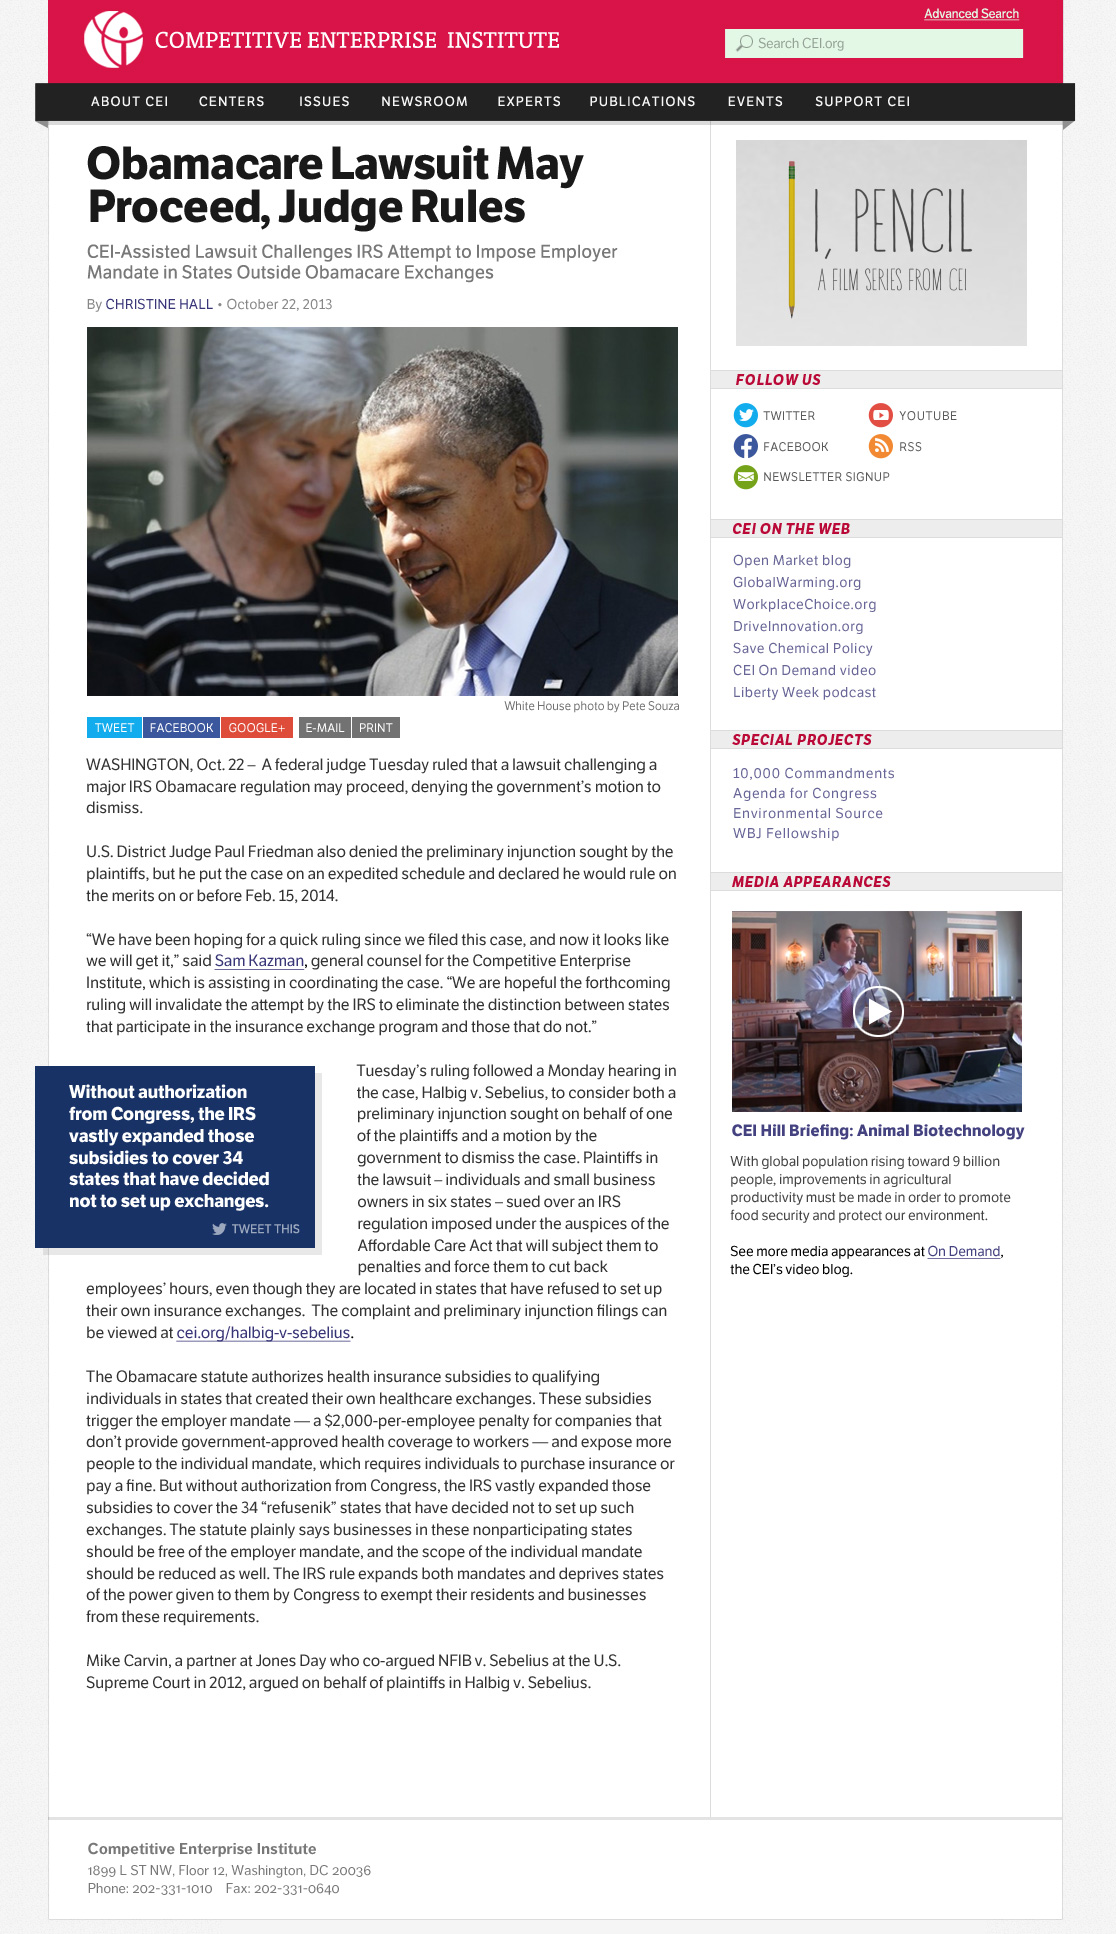 Advanced Search
COMPETITIVE ENTERPRISE INSTITUTE
Search CEI.org
ABOUT CEI CENTERS ISSUES NEWSROOM EXPERTS PUBLICATIONS EVENTS SUPPORT CEI
Obamacare Lawsuit May
Proceed, Judge Rules
CEI-Assisted Lawsuit Challenges IRS Attempt to Impose Employer
Mandate in States Outside Obamacare Exchanges
By CHRISTINE HALL • October 22, 2013
White House photo by Pete Souza
TWEET FACEBOOK GOOGLE+ E-MAIL PRINT
WASHINGTON, Oct. 22 – A federal judge Tuesday ruled that a lawsuit challenging a
major IRS Obamacare regulation may proceed, denying the government's motion to
dismiss.
U.S. District Judge Paul Friedman also denied the preliminary injunction sought by the
plaintiffs, but he put the case on an expedited schedule and declared he would rule on
the merits on or before Feb. 15, 2014.
“We have been hoping for a quick ruling since we filed this case, and now it looks like
we will get it,” said Sam Kazman, general counsel for the Competitive Enterprise
Institute, which is assisting in coordinating the case. “We are hopeful the forthcoming
ruling will invalidate the attempt by the IRS to eliminate the distinction between states
that participate in the insurance exchange program and those that do not.”
Without authorization
from Congress, the IRS
vastly expanded those
subsidies to cover 34
states that have decided
not to set up exchanges.
TWEET THIS
Tuesday's ruling followed a Monday hearing in
the case, Halbig v. Sebelius, to consider both a
preliminary injunction sought on behalf of one
of the plaintiffs and a motion by the
government to dismiss the case. Plaintiffs in
the lawsuit – individuals and small business
owners in six states – sued over an IRS
regulation imposed under the auspices of the
Affordable Care Act that will subject them to
penalties and force them to cut back
employees' hours, even though they are located in states that have refused to set up
their own insurance exchanges. The complaint and preliminary injunction filings can
be viewed at cei.org/halbig-v-sebelius.
The Obamacare statute authorizes health insurance subsidies to qualifying
individuals in states that created their own healthcare exchanges. These subsidies
trigger the employer mandate — a $2,000-per-employee penalty for companies that
don't provide government-approved health coverage to workers — and expose more
people to the individual mandate, which requires individuals to purchase insurance or
pay a fine. But without authorization from Congress, the IRS vastly expanded those
subsidies to cover the 34 “refusenik” states that have decided not to set up such
exchanges. The statute plainly says businesses in these nonparticipating states
should be free of the employer mandate, and the scope of the individual mandate
should be reduced as well. The IRS rule expands both mandates and deprives states
of the power given to them by Congress to exempt their residents and businesses
from these requirements.
Mike Carvin, a partner at Jones Day who co-argued NFIB v. Sebelius at the U.S.
Supreme Court in 2012, argued on behalf of plaintiffs in Halbig v. Sebelius.
I, PENCIL
A FILM SERIES FROM CEI
FOLLOW US
TWITTER YOUTUBE
FACEBOOK RSS
NEWSLETTER SIGNUP
CEI ON THE WEB
Open Market blog
GlobalWarming.org
WorkplaceChoice.org
DriveInnovation.org
Save Chemical Policy
CEI On Demand video
Liberty Week podcast
SPECIAL PROJECTS
10,000 Commandments
Agenda for Congress
Environmental Source
WBJ Fellowship
MEDIA APPEARANCES
CEI Hill Briefing: Animal Biotechnology
With global population rising toward 9 billion
people, improvements in agricultural
productivity must be made in order to promote
food security and protect our environment.
See more media appearances at On Demand,
the CEI's video blog.
Competitive Enterprise Institute
1899 L ST NW, Floor 12, Washington, DC 20036
Phone: 202-331-1010 Fax: 202-331-0640